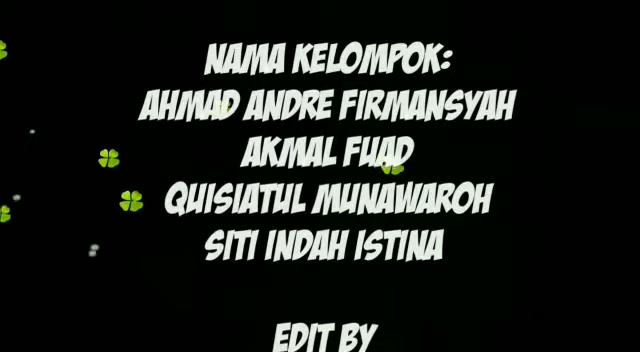 NAMA KELOMPOK:
AHMAD ANDRE FIRMANSYAH
AKMAL FUAD
QUISIATUL MUNAWAROH
SITI INDAH ISTINA
EDIT BY